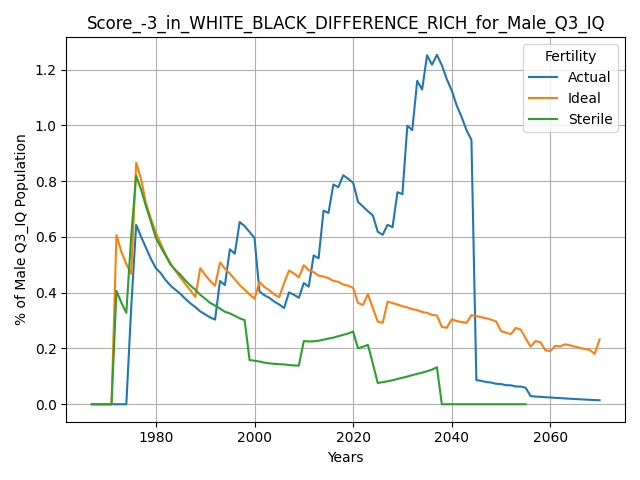 Score_-3_in_WHITE_BLACK_DIFFERENCE_RICH_for_Male_Q3_IQ
Fertility
Actual
Ideal
Sterile
% of Male Q3_IQ Population
1.2
1.0
0.8
0.6
0.4
0.2
0.0
1980
2000
2020
2040
2060
Years